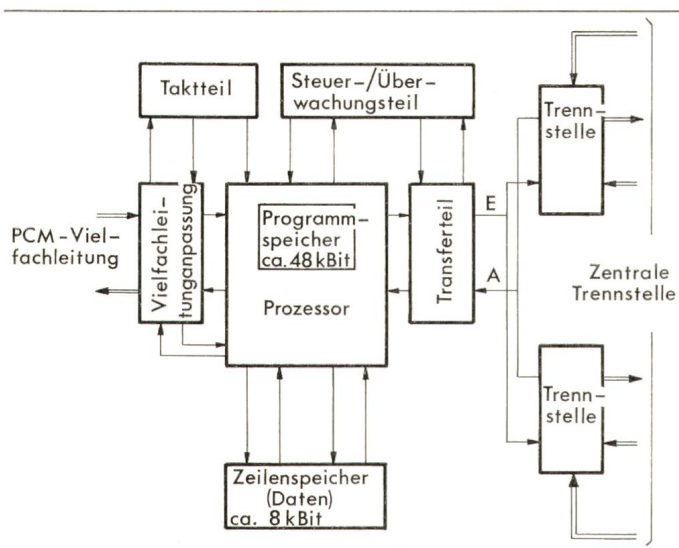 Taktteil
Steuer-/Über-
wachungsteil
Trenn-
stelle
PCM-Viel-
fachleitung
Vielfachlei-
tunganpassung
Programm-
speicher
ca. 48 kBit
Prozessor
Transferteil
E
A
Zentrale
Trennstelle
Trenn-
stelle
Zeilenspeicher
(Daten)
ca. 8 kBit